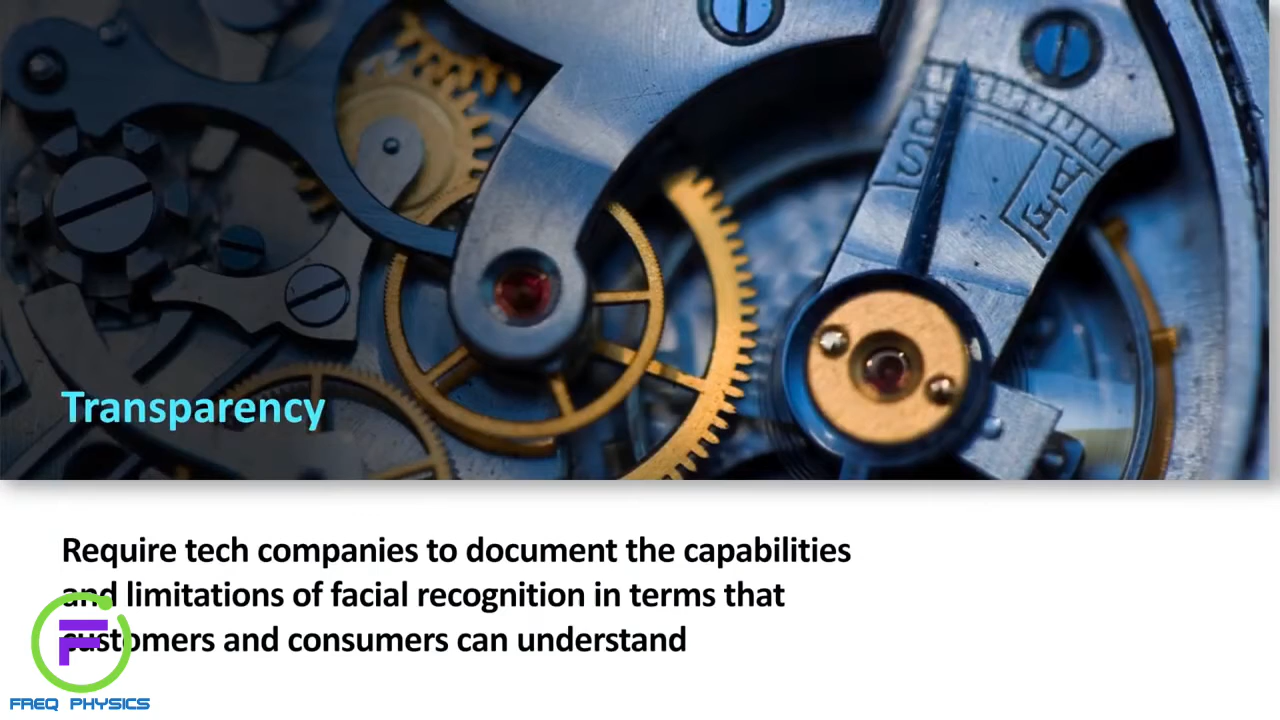 Transparency
Require tech companies to document the capabilities
and limitations of facial recognition in terms that
customers and consumers can understand
FREQ PHYSICS